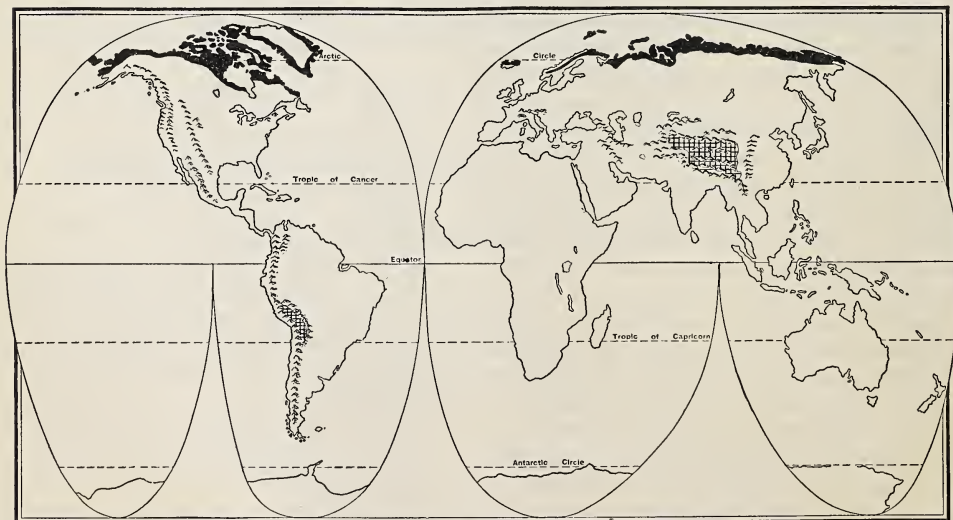 Arctic Circle
Tropic of Cancer
Equator
Tropic of Capricorn
Antarctic Circle